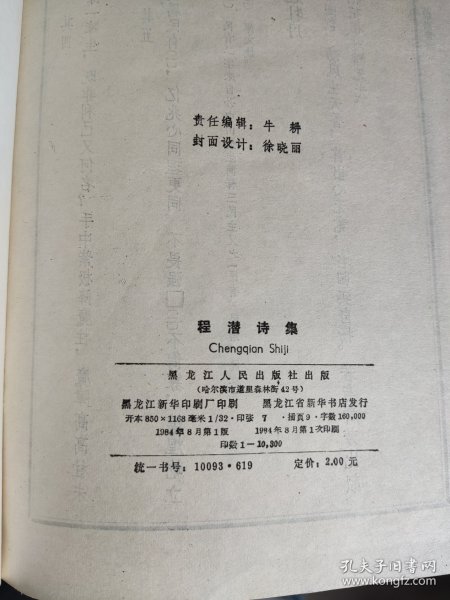 责任编辑：牛 耕
封面设计：徐晓丽
程潜诗集
Chengqian Shiji
黑龙江人民出版社出版
（哈尔滨市道里森林街42号）
黑龙江新华印刷厂印刷 黑龙江省新华书店发行
开本850×1168毫米1/32·印张 7 ·插页9·字数160,000
1984年8月第1版 1984年8月第1次印刷
印数1—10,300
统一书号：10093·619 定价：2.00元
孔夫子旧书网
www.kongfz.com